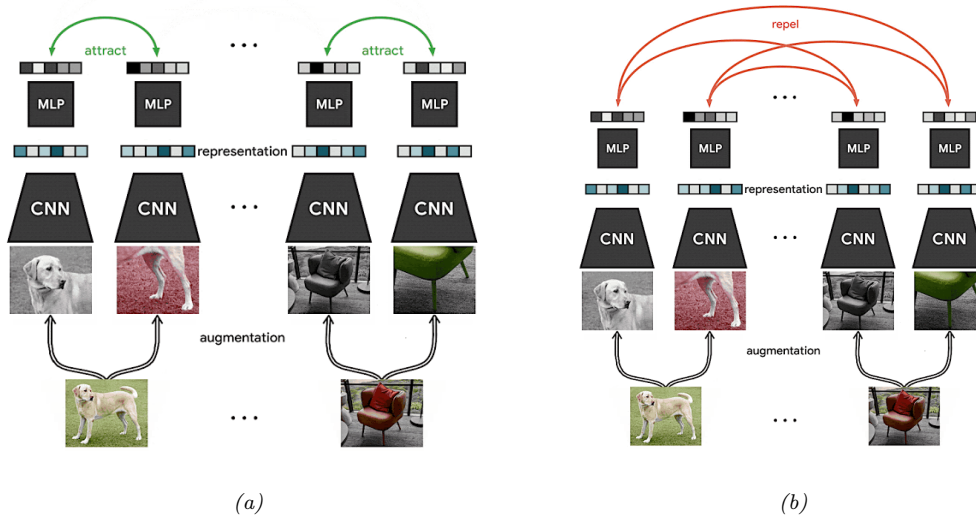 attract
...
attract
MLP
MLP
MLP
MLP
representation
CNN
CNN
...
CNN
CNN
augmentation
...
(a)
repel
...
MLP
MLP
MLP
MLP
representation
CNN
CNN
...
CNN
CNN
augmentation
...
(b)